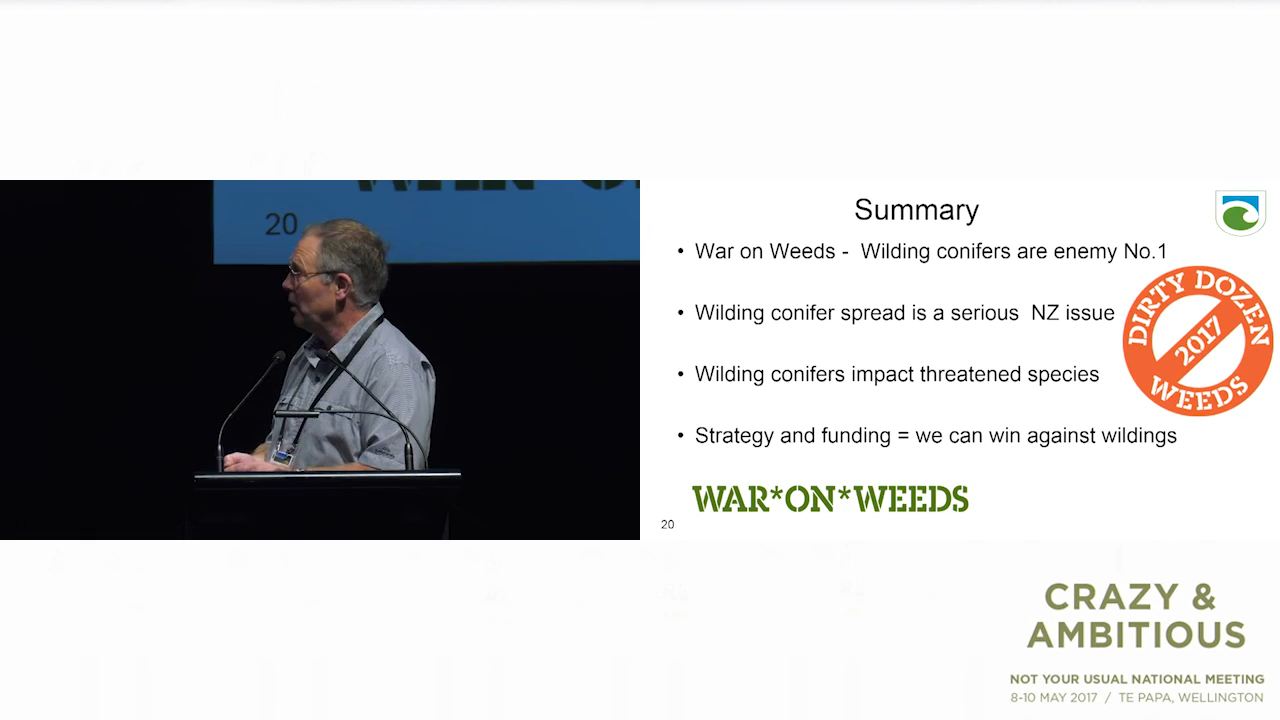 20
Summary
• War on Weeds - Wilding conifers are enemy No.1
• Wilding conifer spread is a serious NZ issue
• Wilding conifers impact threatened species
• Strategy and funding = we can win against wildings
DIRTY DOZEN
2017
WEEDS
WAR*ON*WEEDS
20
CRAZY &
AMBITIOUS
NOT YOUR USUAL NATIONAL MEETING
8-10 MAY 2017 / TE PAPA, WELLINGTON